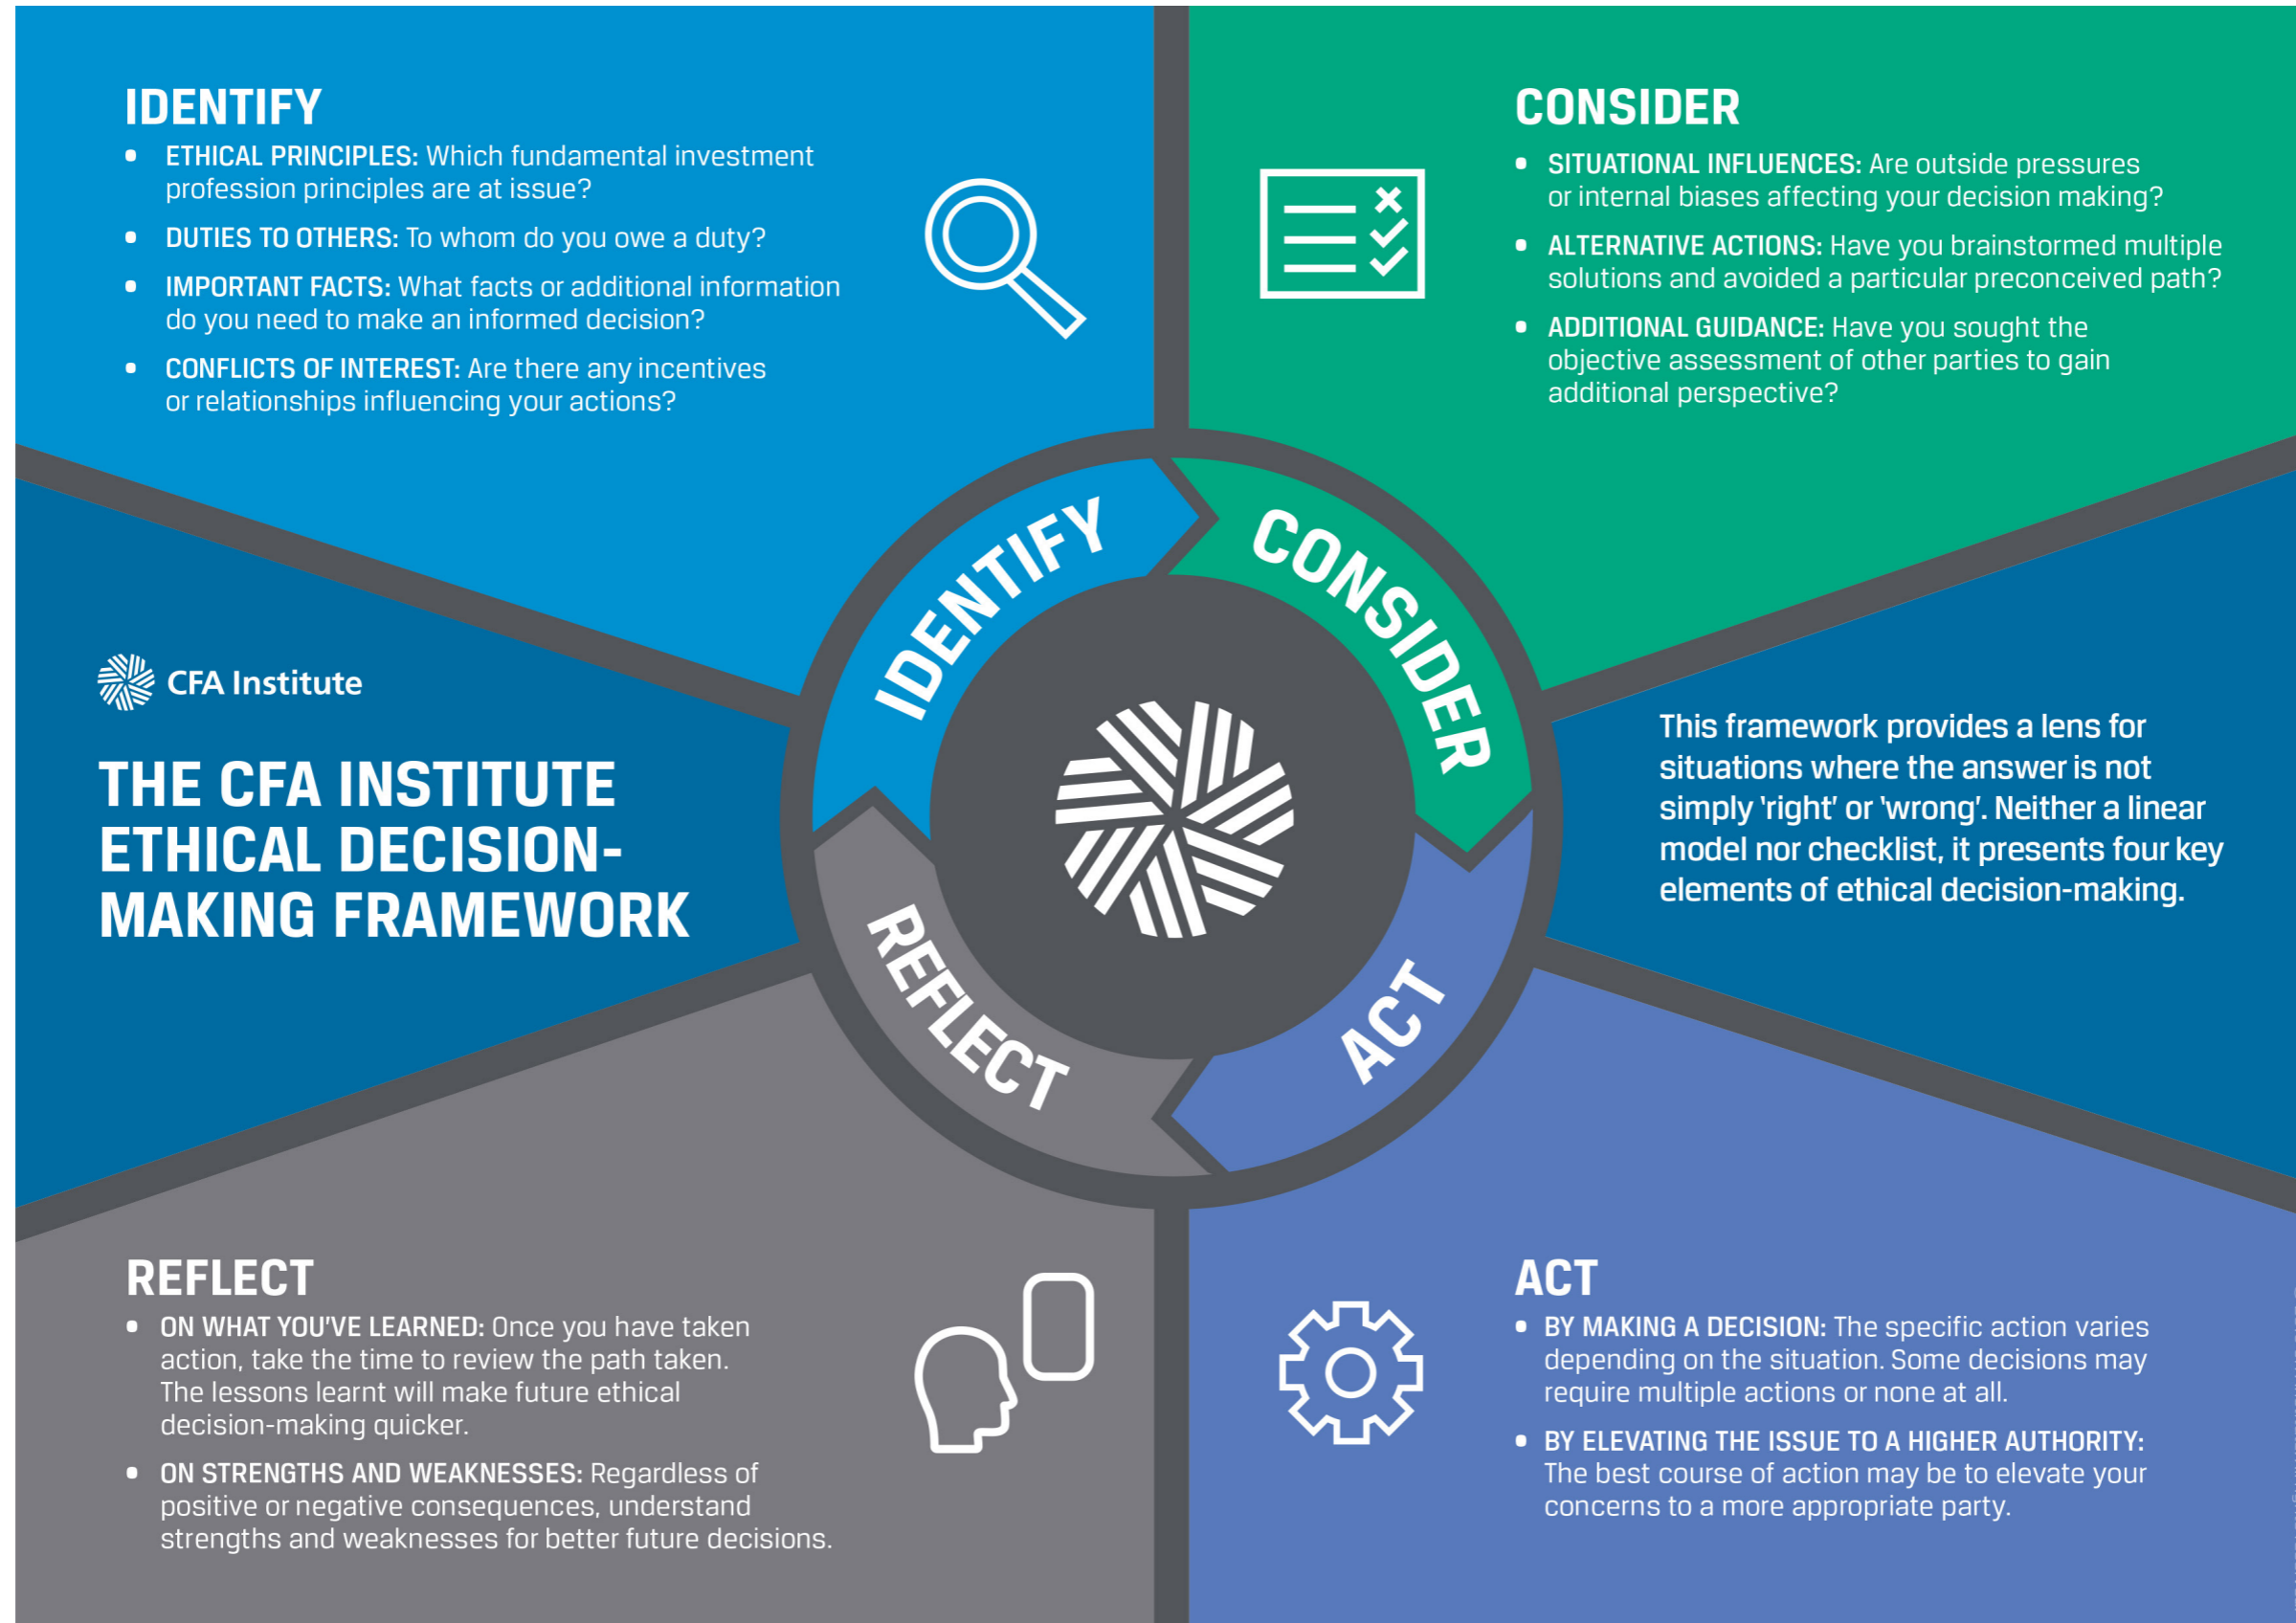 IDENTIFY
• ETHICAL PRINCIPLES: Which fundamental investment
profession principles are at issue?
• DUTIES TO OTHERS: To whom do you owe a duty?
• IMPORTANT FACTS: What facts or additional information
do you need to make an informed decision?
• CONFLICTS OF INTEREST: Are there any incentives
or relationships influencing your actions?
CONSIDER
• SITUATIONAL INFLUENCES: Are outside pressures
or internal biases affecting your decision making?
• ALTERNATIVE ACTIONS: Have you brainstormed multiple
solutions and avoided a particular preconceived path?
• ADDITIONAL GUIDANCE: Have you sought the
objective assessment of other parties to gain
additional perspective?
CFA Institute
THE CFA INSTITUTE
ETHICAL DECISION-
MAKING FRAMEWORK
IDENTIFY
CONSIDER
ACT
REFLECT
This framework provides a lens for
situations where the answer is not
simply 'right' or 'wrong'. Neither a linear
model nor checklist, it presents four key
elements of ethical decision-making.
REFLECT
• ON WHAT YOU'VE LEARNED: Once you have taken
action, take the time to review the path taken.
The lessons learnt will make future ethical
decision-making quicker.
• ON STRENGTHS AND WEAKNESSES: Regardless of
positive or negative consequences, understand
strengths and weaknesses for better future decisions.
ACT
• BY MAKING A DECISION: The specific action varies
depending on the situation. Some decisions may
require multiple actions or none at all.
• BY ELEVATING THE ISSUE TO A HIGHER AUTHORITY:
The best course of action may be to elevate your
concerns to a more appropriate party.